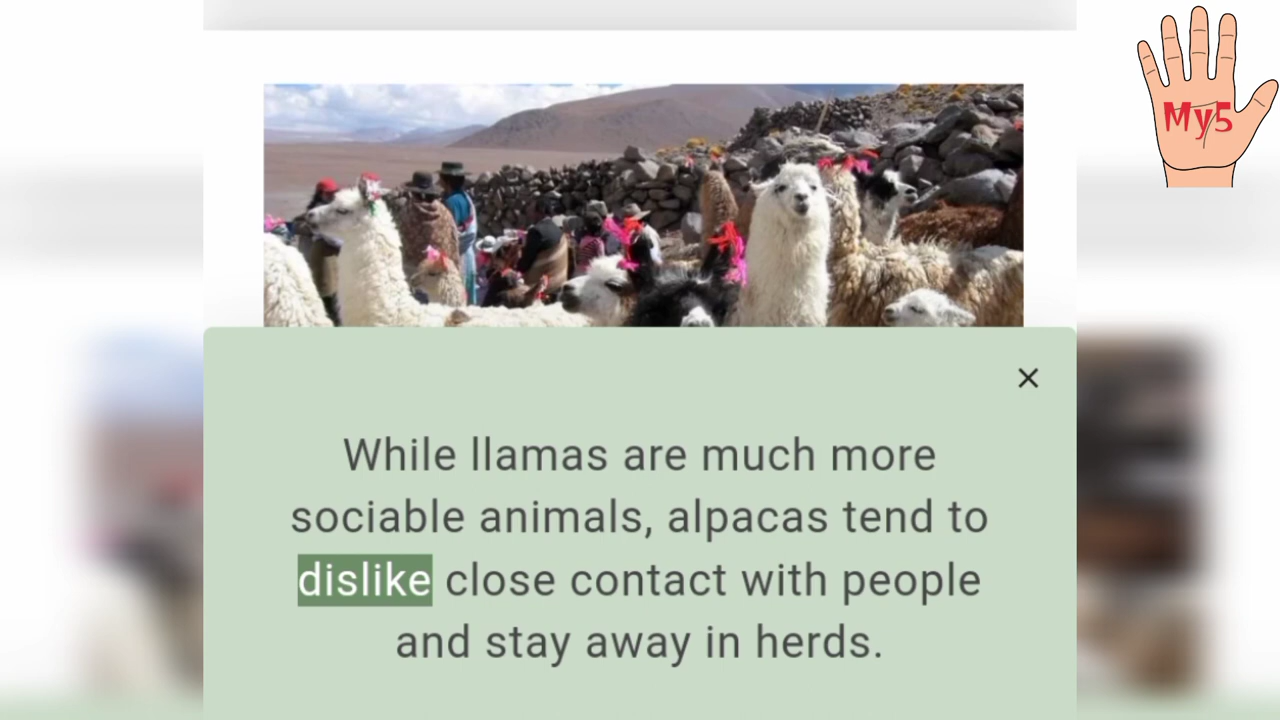 My5
While llamas are much more
sociable animals, alpacas tend to
dislike close contact with people
and stay away in herds.